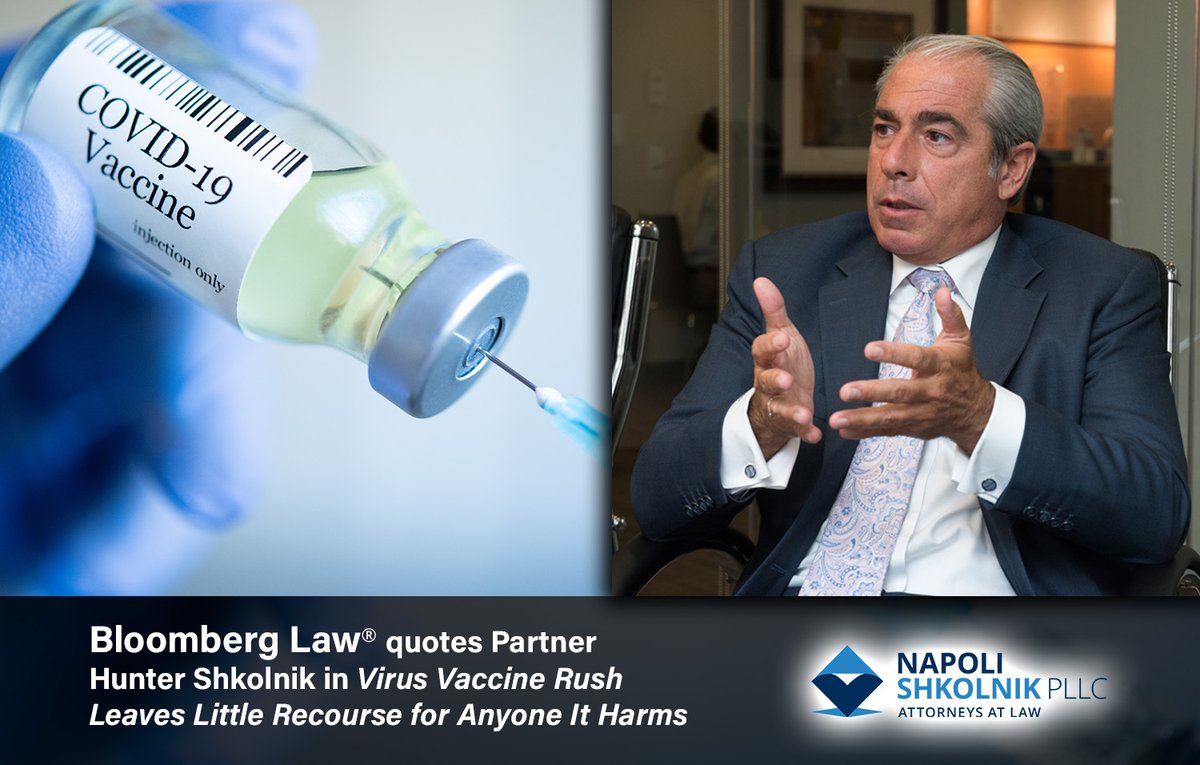 COVID-19
Vaccine
injection only
Bloomberg Law® quotes Partner
Hunter Shkolnik in Virus Vaccine Rush
Leaves Little Recourse for Anyone It Harms
NAPOLI
SHKOLNIK PLLC
ATTORNEYS AT LAW